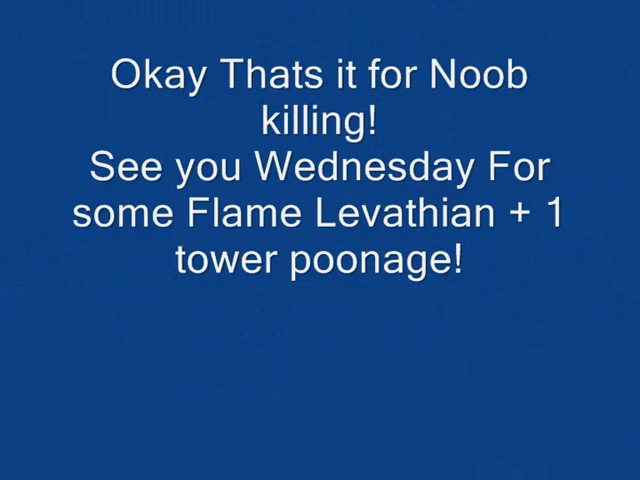 Okay Thats it for Noob
killing!
See you Wednesday For
some Flame Levathian + 1
tower poonage!